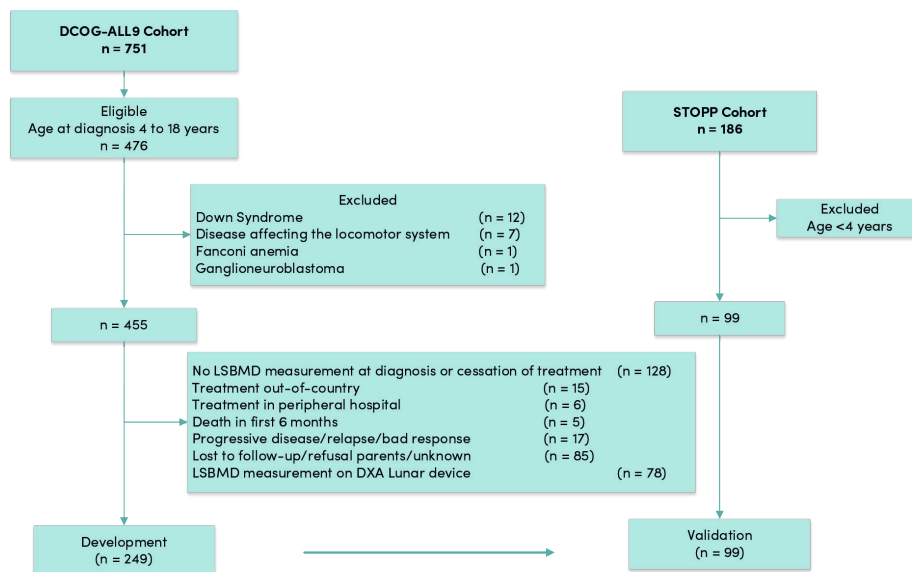 DCOG-ALL9 Cohort
n = 751
Eligible
Age at diagnosis 4 to 18 years
n = 476
Excluded
Down Syndrome (n = 12)
Disease affecting the locomotor system (n = 7)
Fanconi anemia (n = 1)
Ganglioneuroblastoma (n = 1)
n = 455
No LSBMD measurement at diagnosis or cessation of treatment (n = 128)
Treatment out-of-country (n = 15)
Treatment in peripheral hospital (n = 6)
Death in first 6 months (n = 5)
Progressive disease/relapse/bad response (n = 17)
Lost to follow-up/refusal parents/unknown (n = 85)
LSBMD measurement on DXA Lunar device (n = 78)
Development
(n = 249)
STOPP Cohort
n = 186
Excluded
Age <4 years
n = 99
Validation
(n = 99)